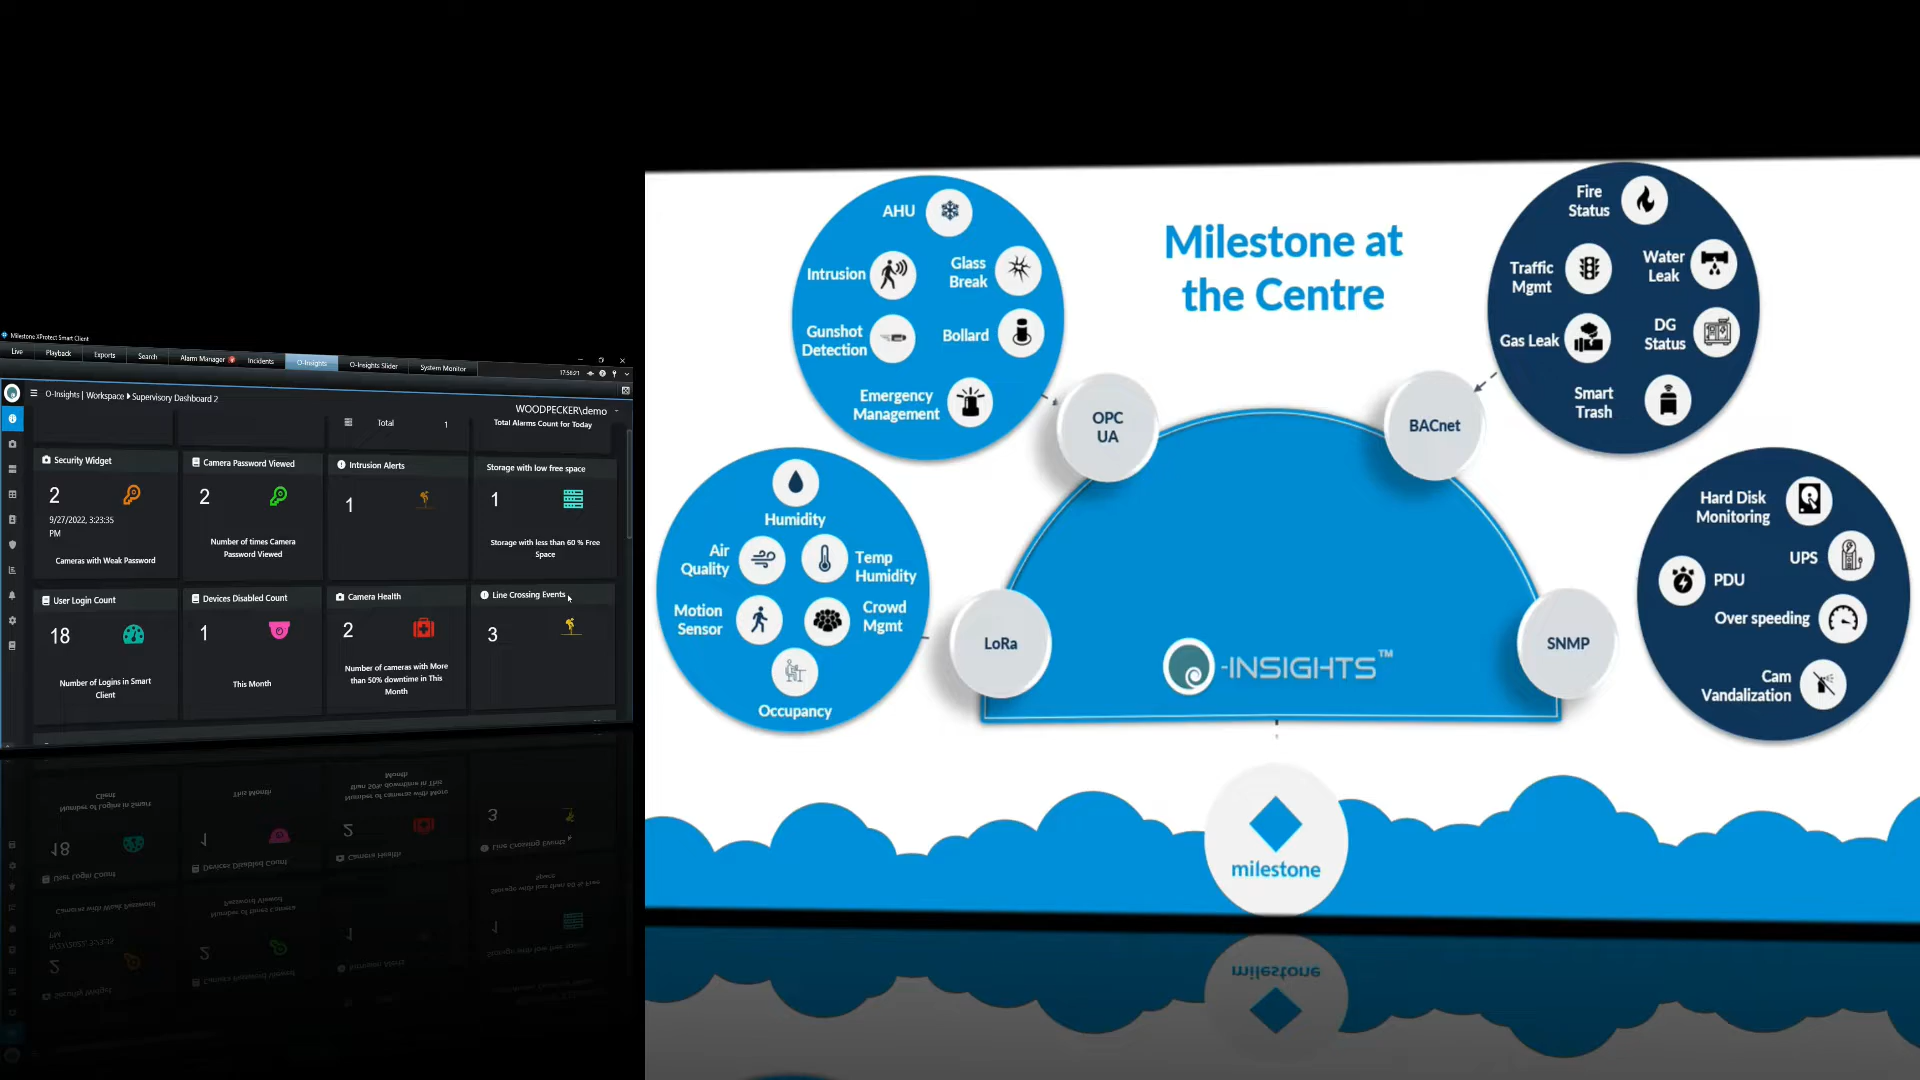 Milestone XProtect Smart Client
Live
Playback
Exports
Search
Alarm Manager
Incidents
O-Insights
O-Insights Slider
System Monitor
17:56:21
O-Insights | Workspace
Supervisory Dashboard 2
WOODPECKER\demo
Total
1
Total Alarms Count for Today
Security Widget
2
9/27/2022, 3:23:35
PM
Cameras with Weak Password
Camera Password Viewed
2
Number of times Camera
Password Viewed
Intrusion Alerts
1
Storage with low free space
1
Storage with less than 60 % Free
Space
User Login Count
18
Number of Logins in Smart
Client
Devices Disabled Count
1
This Month
Camera Health
2
Number of cameras with More
than 50% downtime in This
Month
Line Crossing Events
3
Milestone at
the Centre
AHU
Intrusion
Glass
Break
Gunshot
Detection
Bollard
Emergency
Management
Humidity
Air
Quality
Temp
Humidity
Motion
Sensor
Crowd
Mgmt
Occupancy
OPC
UA
LoRa
BACnet
SNMP
-INSIGHTS™
Fire
Status
Traffic
Mgmt
Water
Leak
Gas Leak
DG
Status
Smart
Trash
Hard Disk
Monitoring
UPS
PDU
Over speeding
Cam
Vandalization
milestone